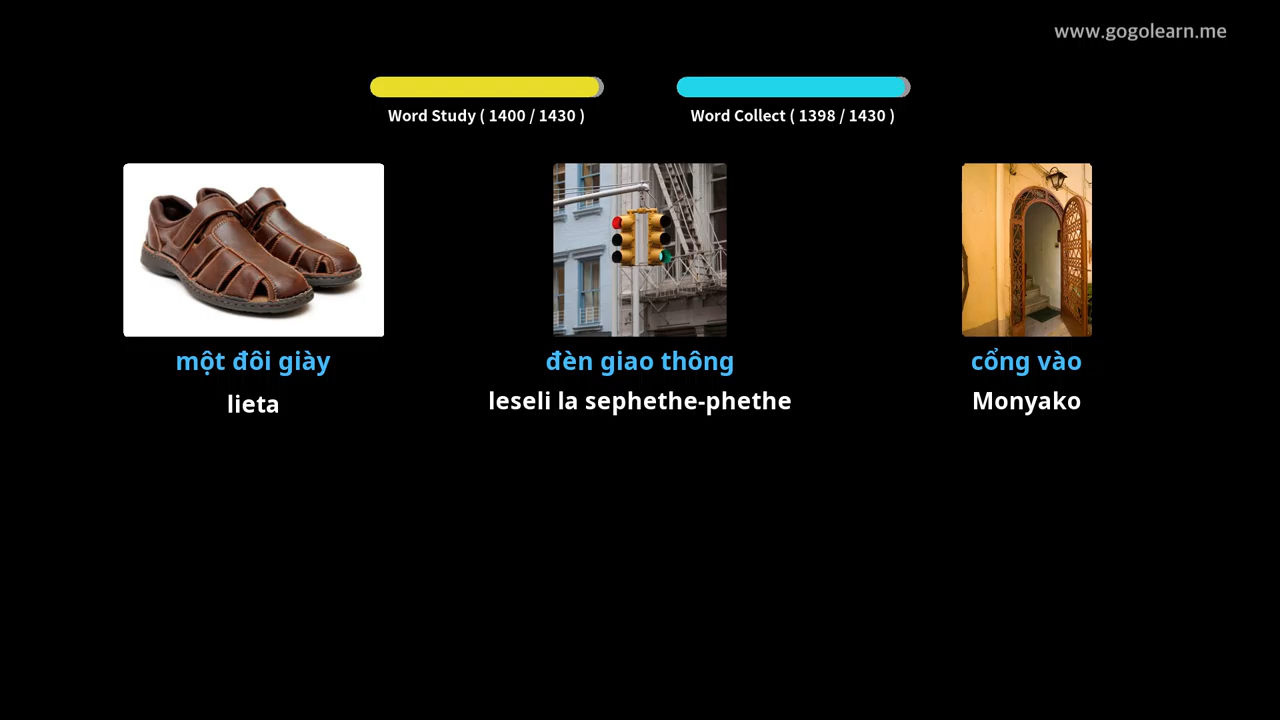 www.gogolearn.me
Word Study ( 1400 / 1430 )
Word Collect ( 1398 / 1430 )
một đôi giày
đèn giao thông
cổng vào
lieta
leseli la sephethe-phethe
Monyako